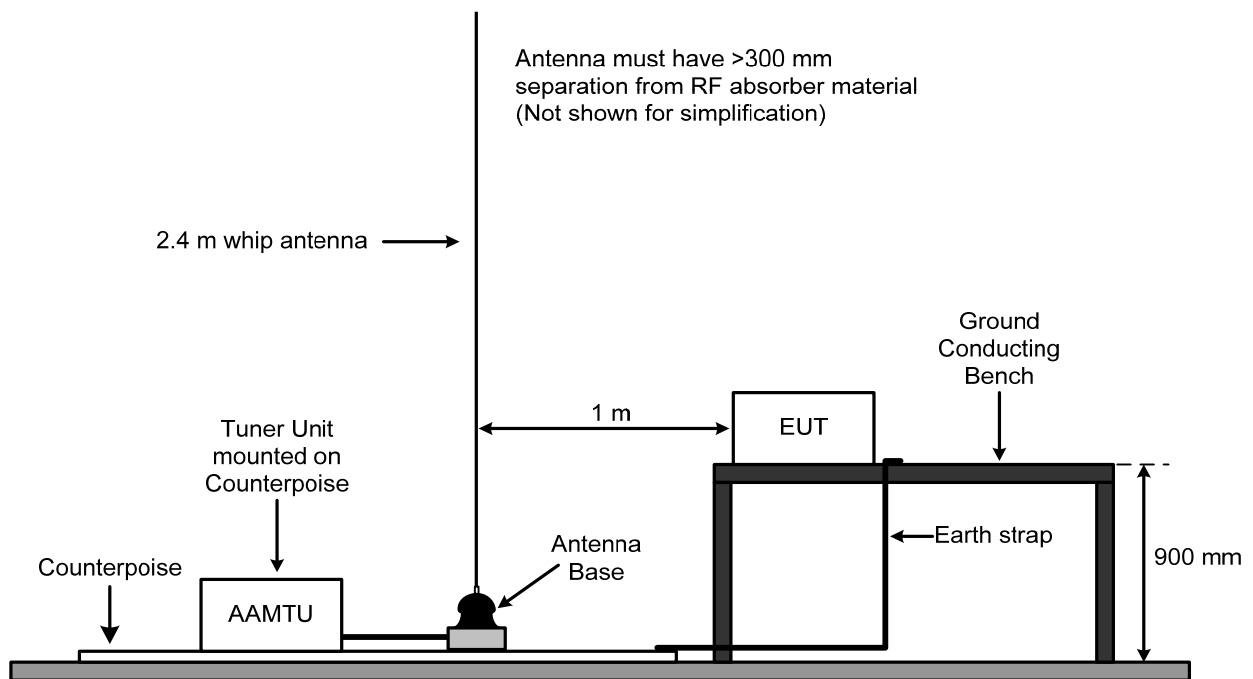 Antenna must have >300 mm
separation from RF absorber material
(Not shown for simplification)
2.4 m whip antenna
Ground
Conducting
Bench
1 m
EUT
Tuner Unit
mounted on
Counterpoise
Earth strap
Antenna
Base
900 mm
Counterpoise
AAMTU